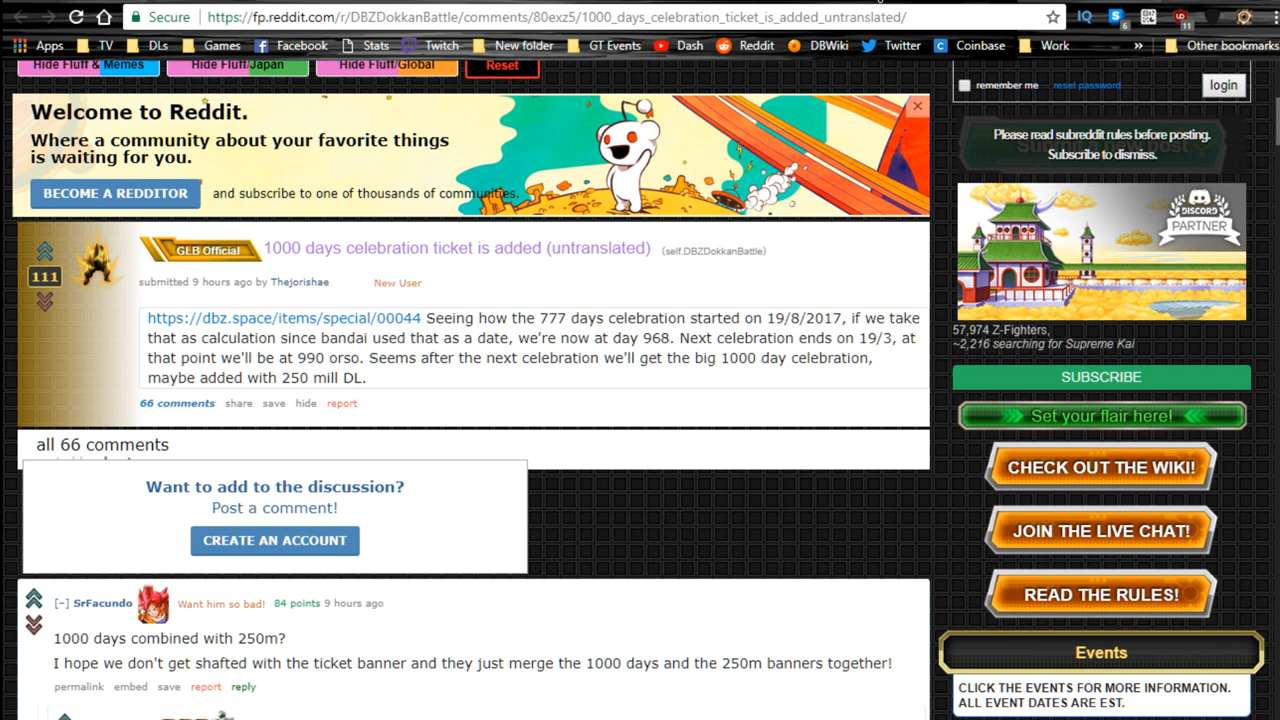 Secure https://fp.reddit.com/r/DBZDokkanBattle/comments/80exz5/1000_days_celebration_ticket_is_added_untranslated/
Apps TV DLs Games Facebook Stats Twitch New folder GT Events Dash Reddit DBWiki Twitter Coinbase Work » Other bookmarks
Hide Fluff & Memes Hide Fluff/Japan Hide Fluff/Global Reset
remember me reset password login
Welcome to Reddit.
Where a community about your favorite things
is waiting for you.
BECOME A REDDITOR and subscribe to one of thousands of communities.
Please read subreddit rules before posting.
Subscribe to dismiss.
DISCORD
PARTNER
GLB Official 1000 days celebration ticket is added (untranslated) (self.DBZDokkanBattle)
111
submitted 9 hours ago by Thejorishae New User
https://dbz.space/items/special/00044 Seeing how the 777 days celebration started on 19/8/2017, if we take
that as calculation since bandai used that as a date, we're now at day 968. Next celebration ends on 19/3, at
that point we'll be at 990 orso. Seems after the next celebration we'll get the big 1000 day celebration,
maybe added with 250 mill DL.
66 comments share save hide report
57,974 Z-Fighters,
~2,216 searching for Supreme Kai
SUBSCRIBE
Set your flair here!
CHECK OUT THE WIKI!
JOIN THE LIVE CHAT!
READ THE RULES!
Events
CLICK THE EVENTS FOR MORE INFORMATION.
ALL EVENT DATES ARE EST.
all 66 comments
Want to add to the discussion?
Post a comment!
CREATE AN ACCOUNT
[–] SrFacundo Want him so bad! 84 points 9 hours ago
1000 days combined with 250m?
I hope we don't get shafted with the ticket banner and they just merge the 1000 days and the 250m banners together!
permalink embed save report reply